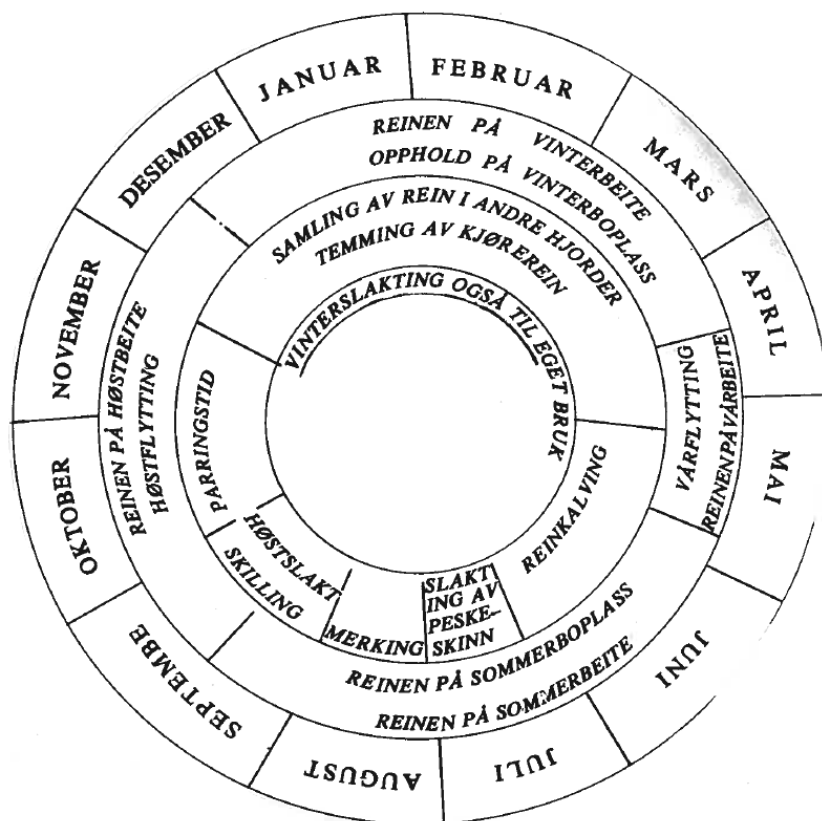 JANUAR
FEBRUAR
MARS
APRIL
MAI
JUNI
JULI
AUGUST
SEPTEMBE
OKTOBER
NOVEMBER
DESEMBER
REINEN PÅ VINTERBEITE
OPPHOLD PÅ VINTERBOPLASS
REINEN PÅ VÅRBEITE
VÅRFLYTTING
REINEN PÅ SOMMERBOPLASS
REINEN PÅ SOMMERBEITE
REINEN PÅ HØSTBEITE
HØSTFLYTTING
SAMLING AV REIN I ANDRE HJORDER
TEMMING AV KJØREREIN
VINTERSLAKTING OGSÅ TIL EGET BRUK
REINKALVING
SLAKT
ING AV
PESKE-
SKINN
MERKING
HØSTSLAKT
SKILLING
PARRINGSTID